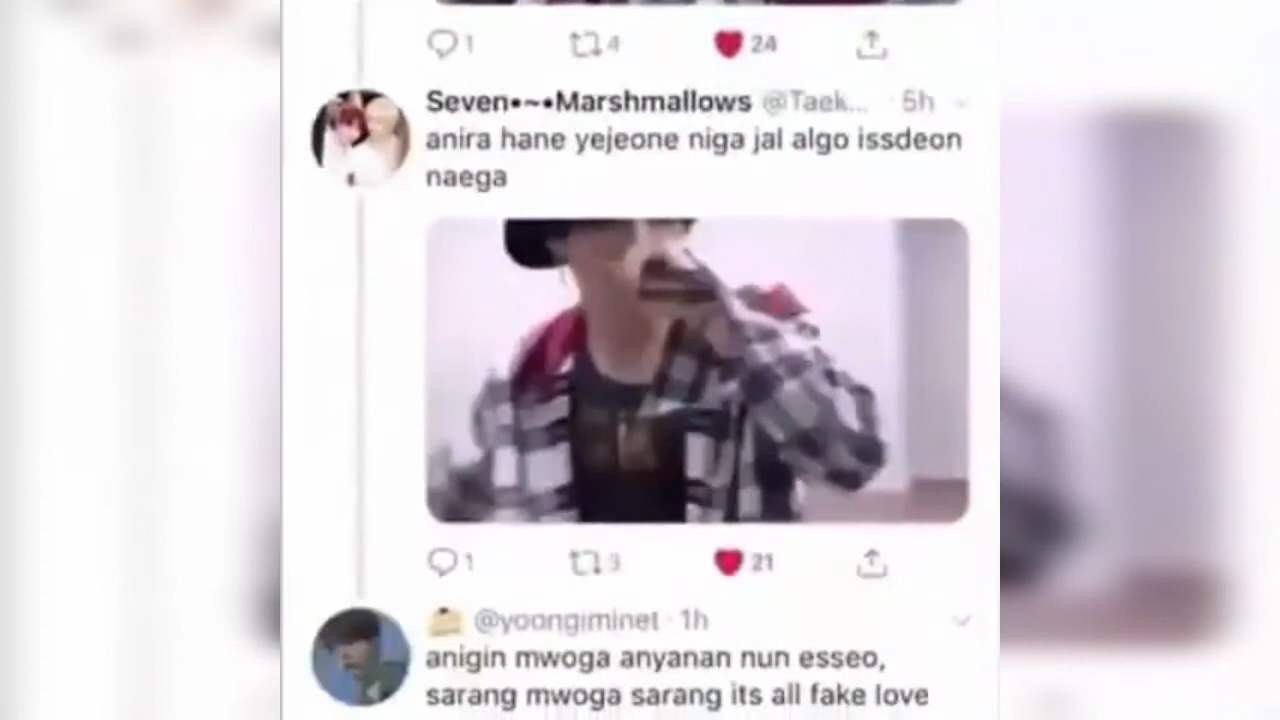 1 4 24
Seven•~•Marshmallows @Taek... · 5h
anira hane yejeone niga jal algo issdeon
naega
1 3 21
@yoongiminet · 1h
anigin mwoga anyanan nun esseo,
sarang mwoga sarang its all fake love